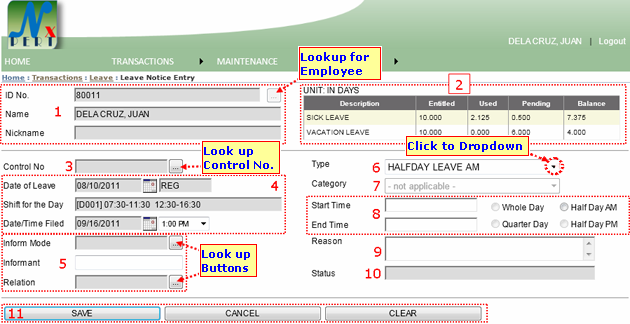 N x
PERT
DELA CRUZ, JUAN | Logout
HOME TRANSACTIONS MAINTENANCE
Lookup for
Employee
Home : Transactions : Leave : Leave Notice Entry
1
ID No. 80011 ...
Name DELA CRUZ, JUAN
Nickname
2
UNIT: IN DAYS
Description Entitled Used Pending Balance
SICK LEAVE 10.000 2.125 0.500 7.375
VACATION LEAVE 10.000 0.000 6.000 4.000
Look up
Control No.
Click to Dropdown
Control No 3 ...
Date of Leave 08/10/2011 REG 4
Shift for the Day [D001] 07:30-11:30 12:30-16:30
Date/Time Filed 09/16/2011 1:00 PM
Inform Mode ...
Informant 5
Relation ...
Look up
Buttons
Type 6 HALFDAY LEAVE AM
Category 7 - not applicable -
Start Time 8 Whole Day Half Day AM
End Time Quarter Day Half Day PM
Reason 9
Status 10
11 SAVE CANCEL CLEAR